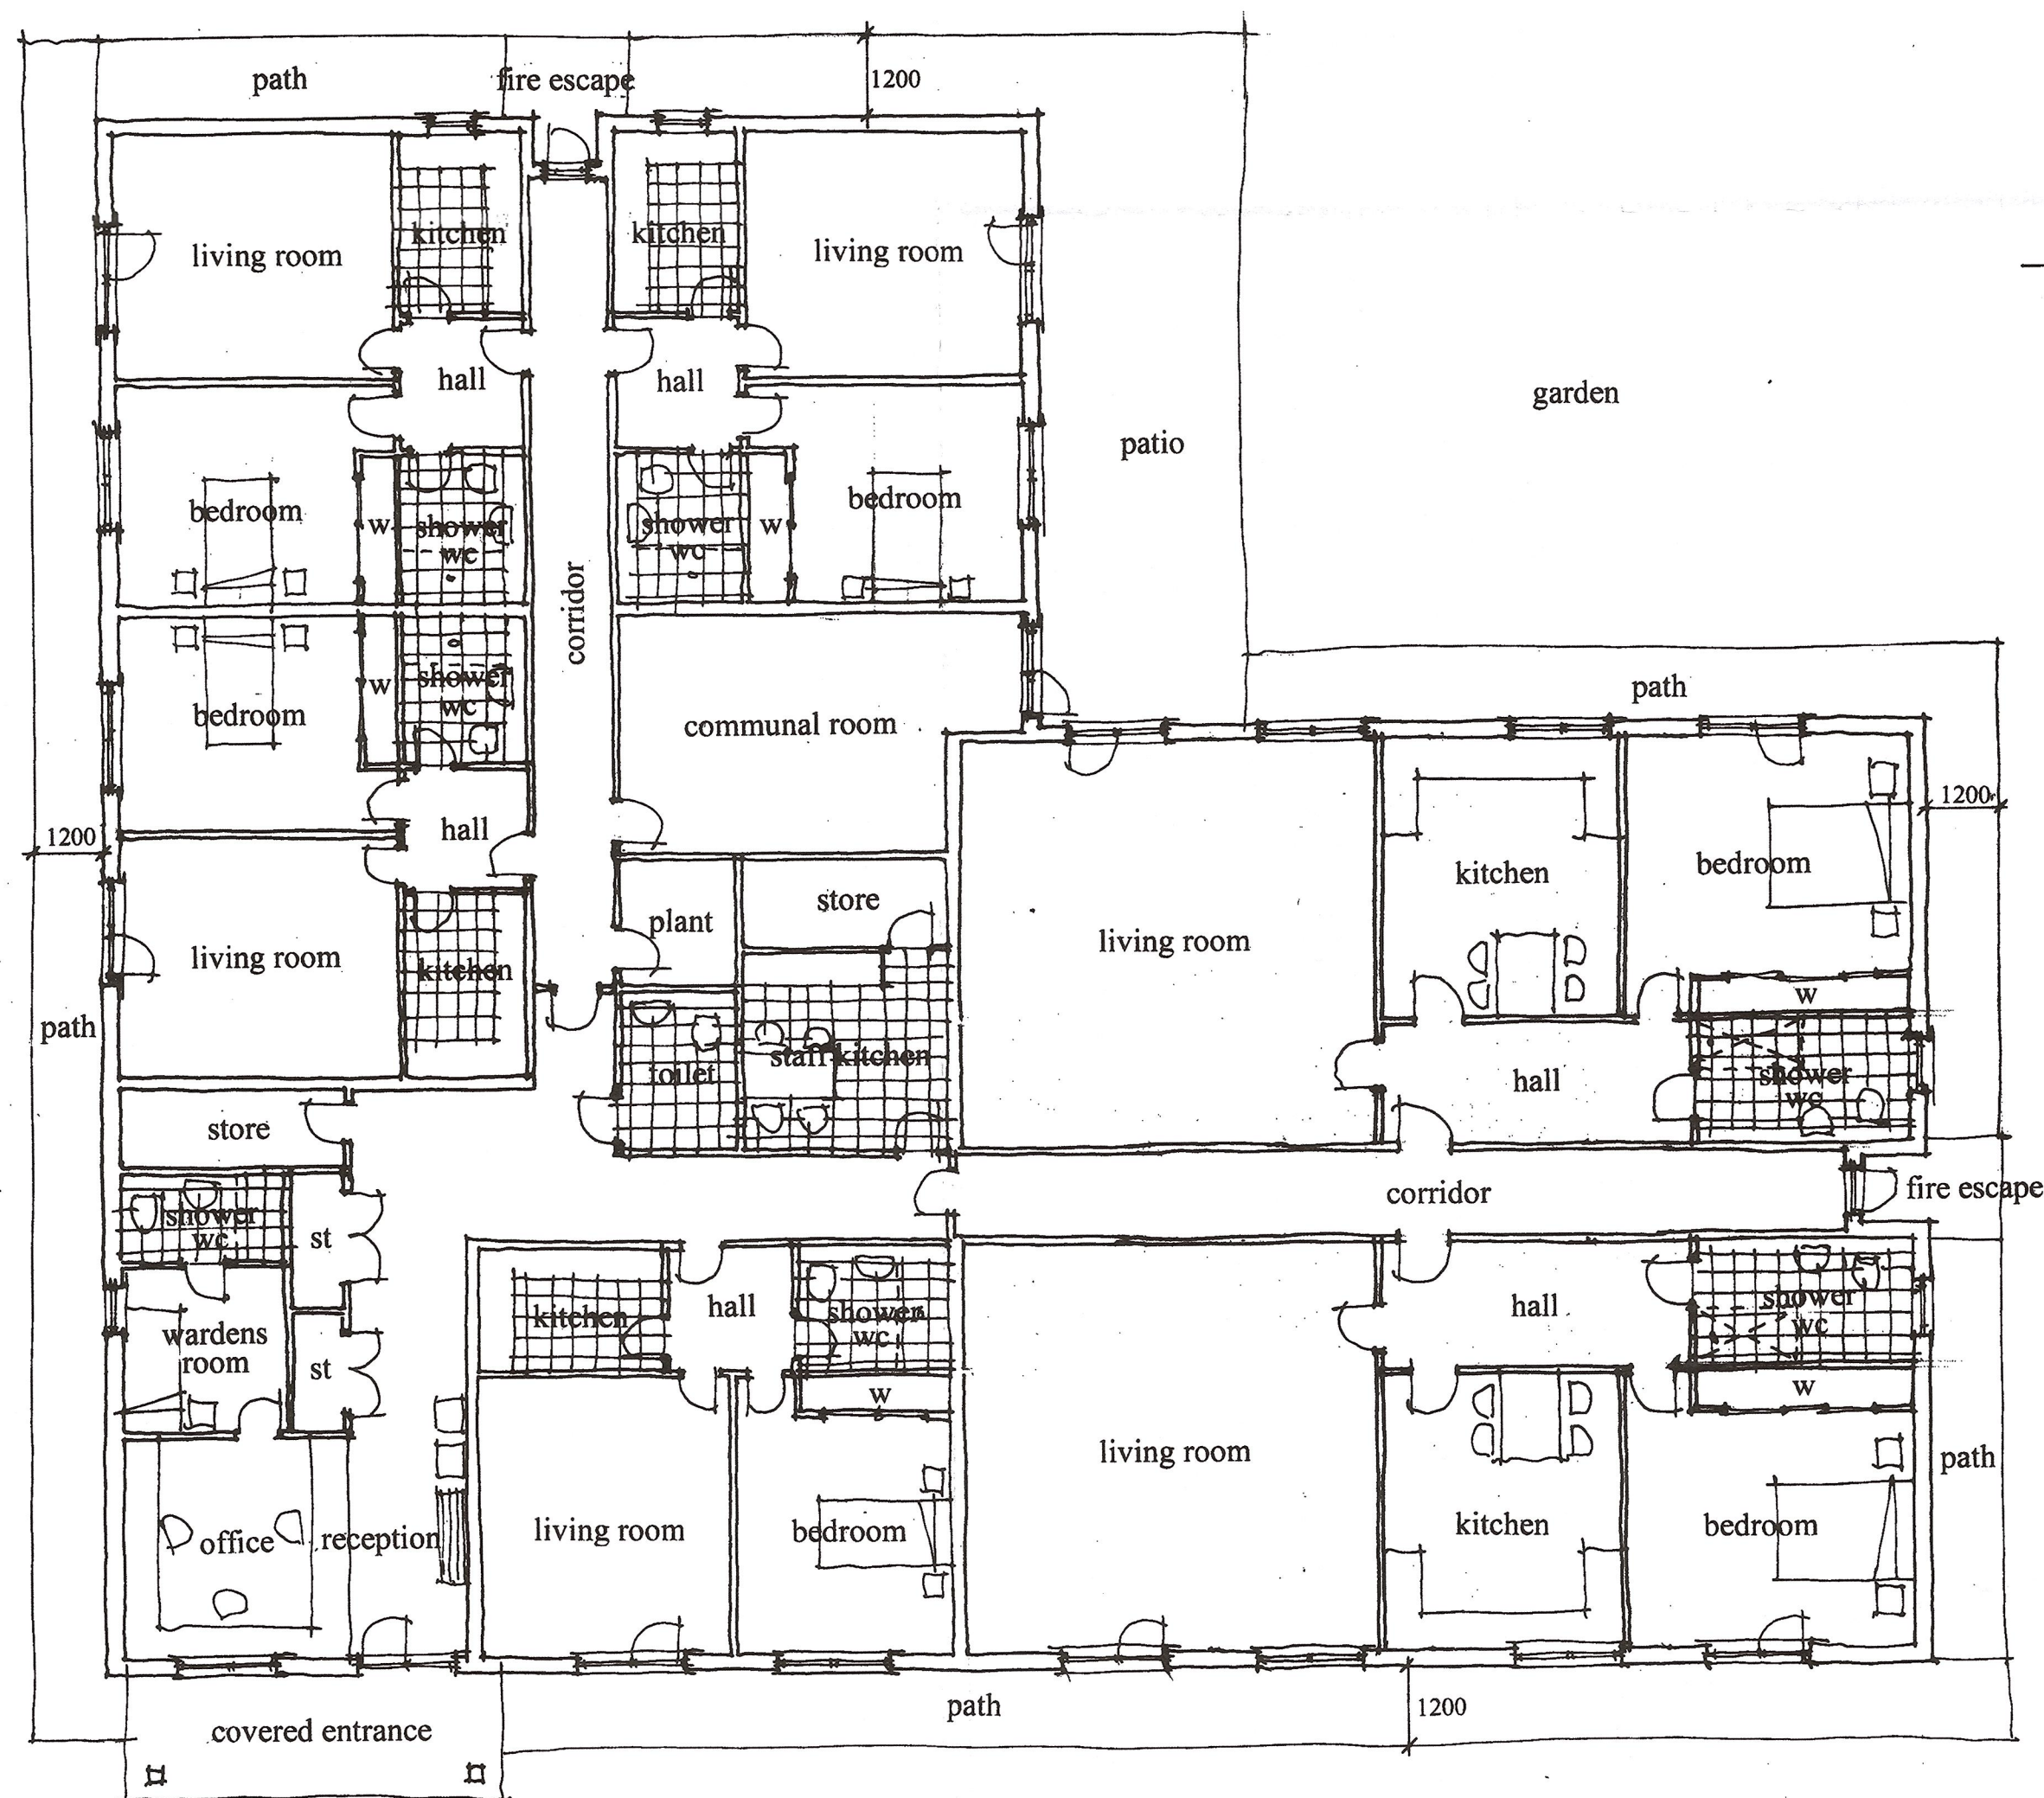 path
fire escape
1200
living room
kitchen
kitchen
living room
hall
hall
garden
patio
bedroom
w
shower
wc
corridor
shower
wc
w
bedroom
bedroom
w
shower
wc
communal room
path
1200
1200
hall
kitchen
bedroom
plant
store
living room
living room
kitchen
path
w
toilet
staff kitchen
hall
shower
wc
store
corridor
fire escape
shower
wc
st
wardens
room
st
kitchen
hall
shower
wc
w
hall
shower
wc
w
living room
path
office
reception
living room
bedroom
kitchen
bedroom
path
1200
covered entrance